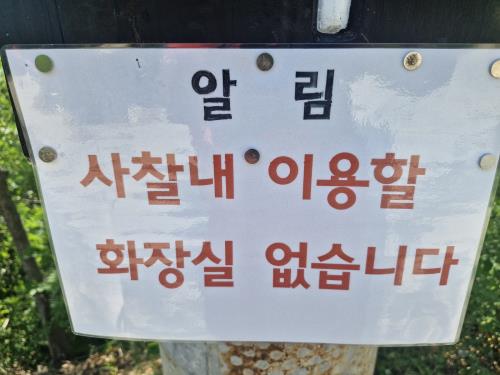 알 림
사찰내 이용할
화장실 없습니다